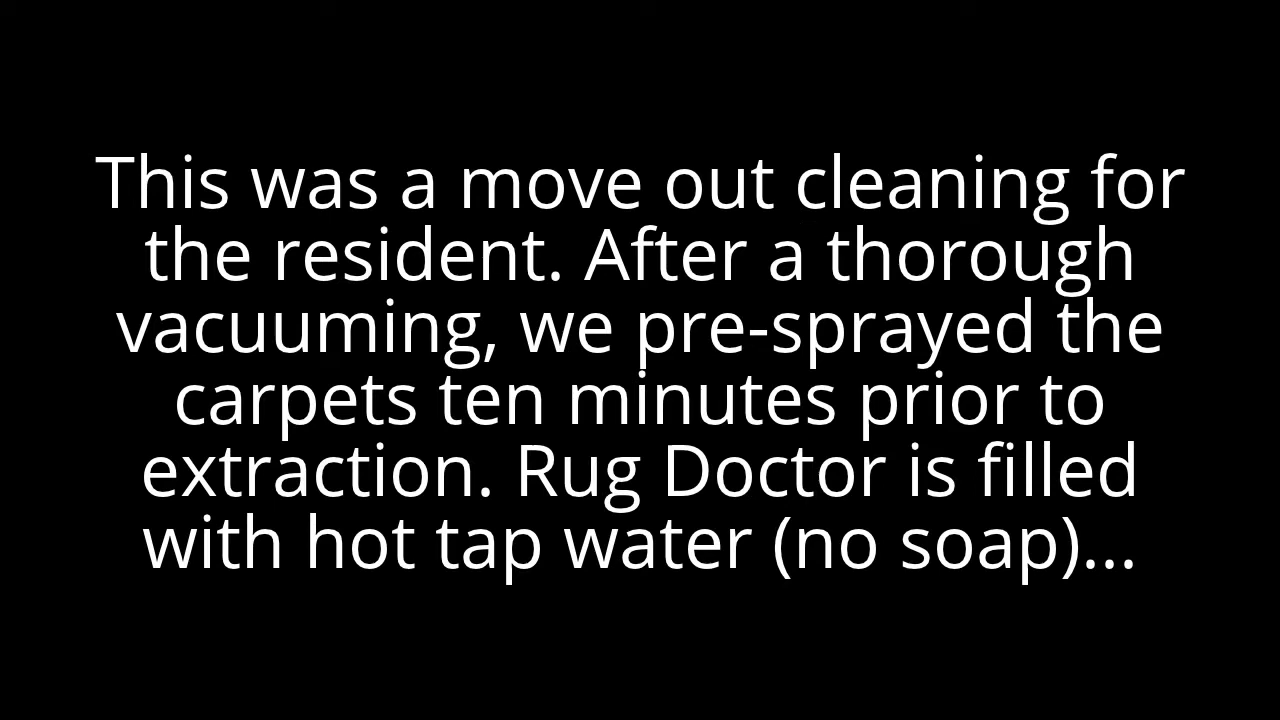 This was a move out cleaning for
the resident. After a thorough
vacuuming, we pre-sprayed the
carpets ten minutes prior to
extraction. Rug Doctor is filled
with hot tap water (no soap)...